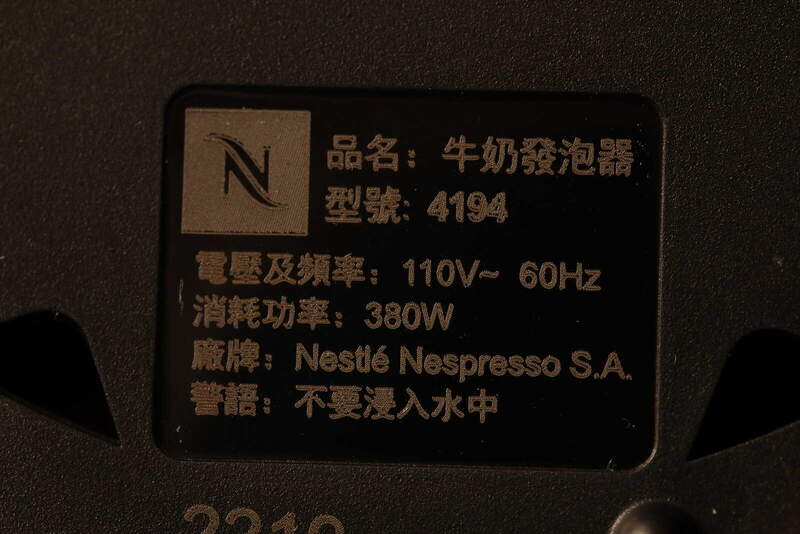 N
品名：牛奶發泡器
型號: 4194
電壓及頻率：110V~ 60Hz
消耗功率：380W
廠牌：Nestlé Nespresso S.A.
警語：不要浸入水中